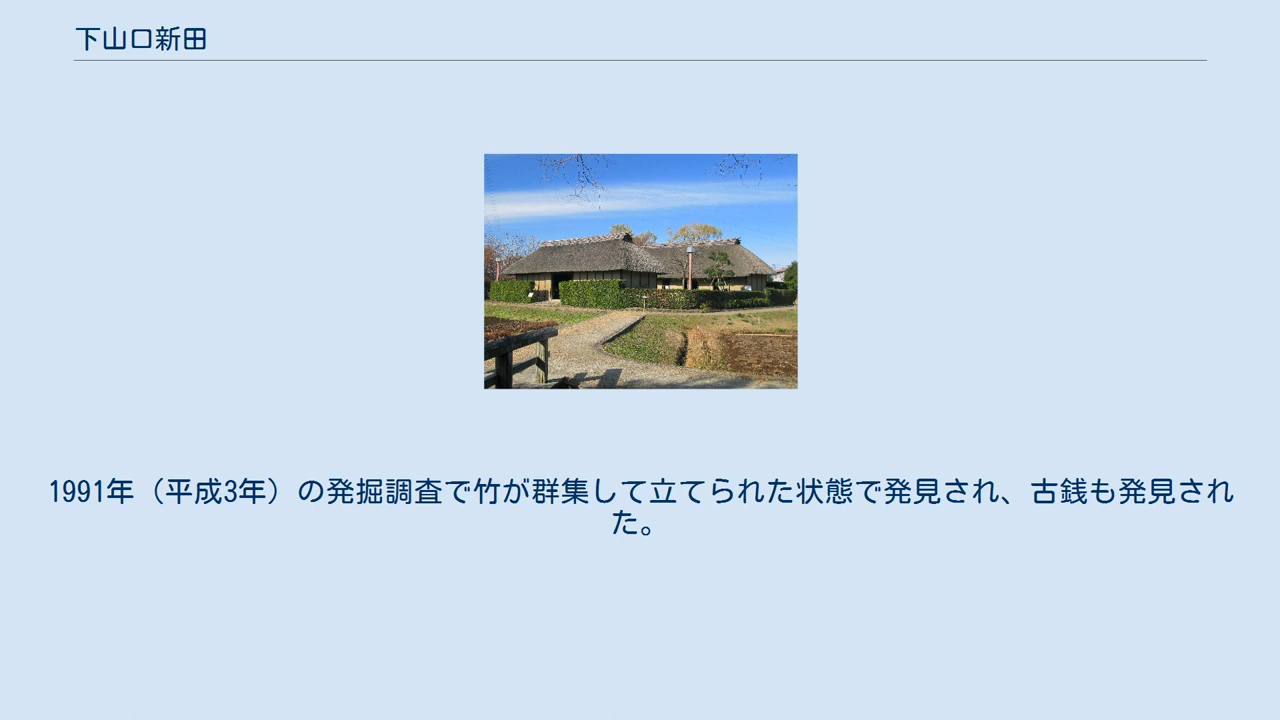 下山口新田
1991年（平成3年）の発掘調査で竹が群集して立てられた状態で発見され、古銭も発見され
た。